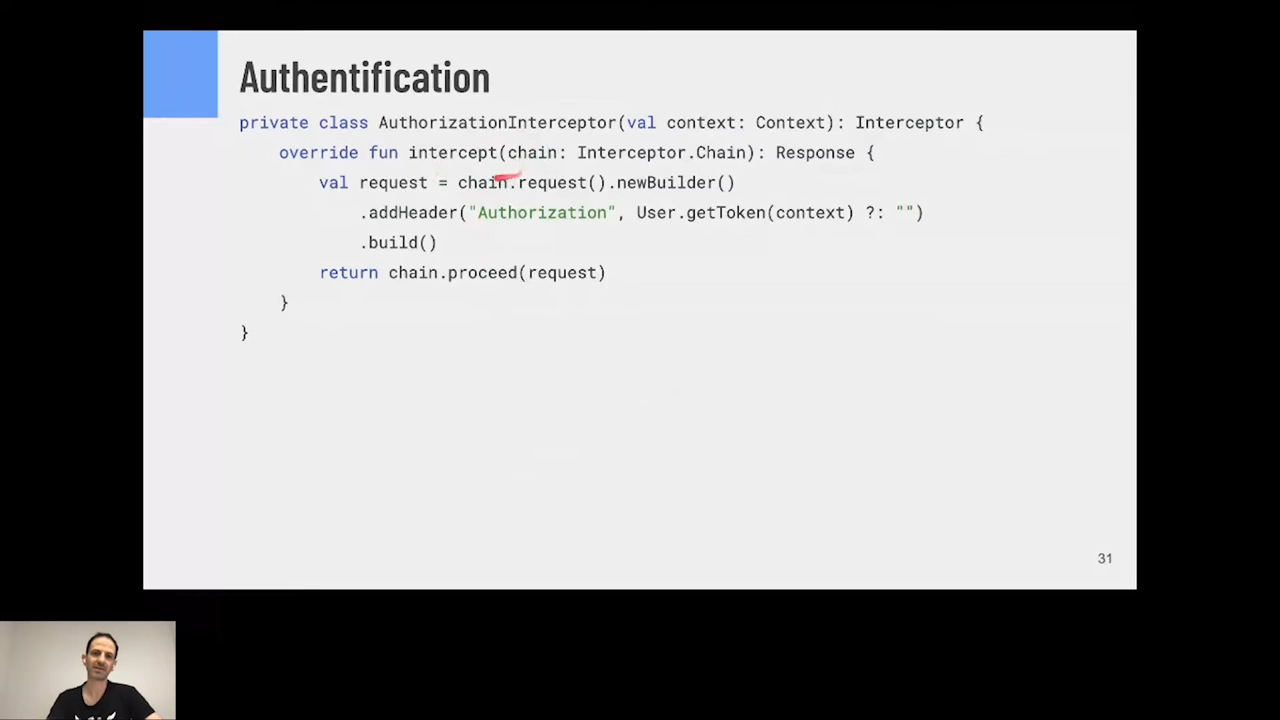 Authentification
private class AuthorizationInterceptor(val context: Context): Interceptor {
    override fun intercept(chain: Interceptor.Chain): Response {
        val request = chain.request().newBuilder()
            .addHeader("Authorization", User.getToken(context) ?: "")
            .build()
        return chain.proceed(request)
    }
}
31